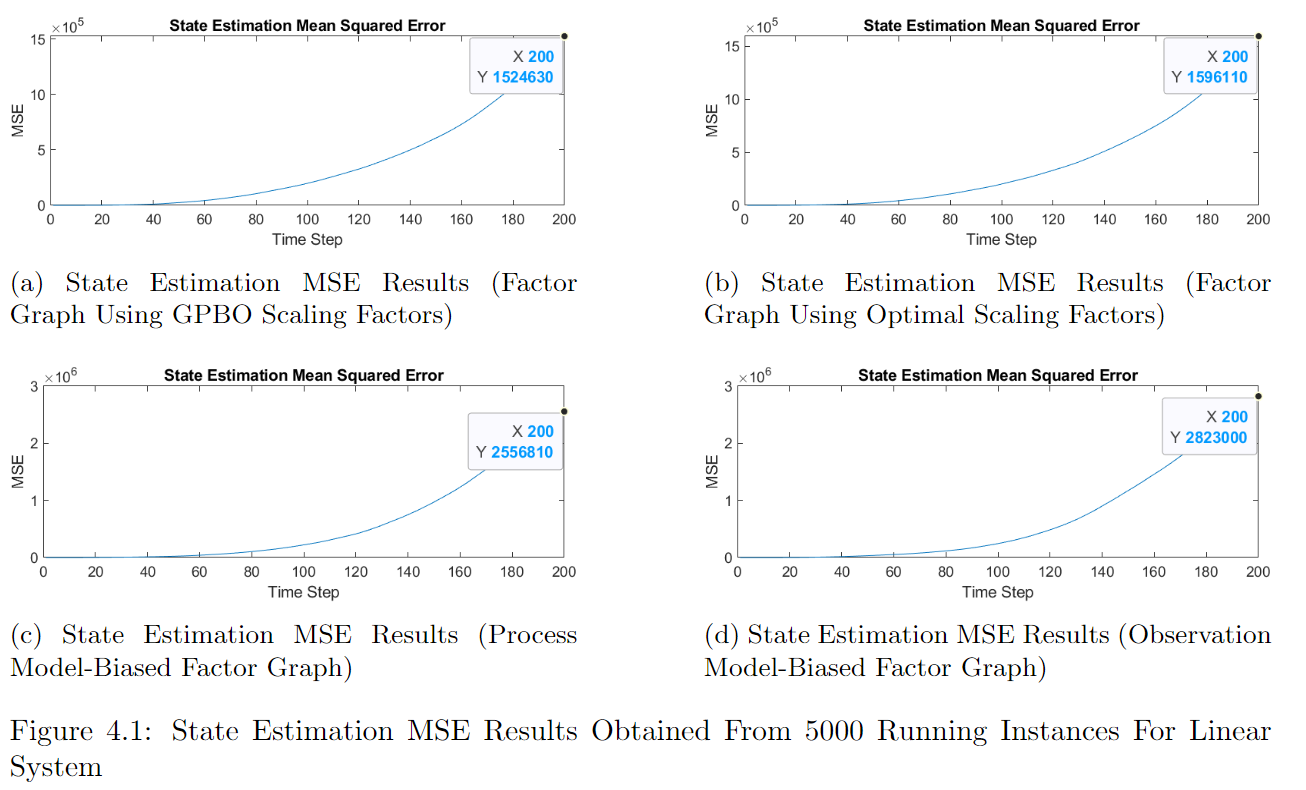 State Estimation Mean Squared Error
×10⁵
15
10
5
0
MSE
X 200
Y 1524630
0 20 40 60 80 100 120 140 160 180 200
Time Step
(a) State Estimation MSE Results (Factor
Graph Using GPBO Scaling Factors)
State Estimation Mean Squared Error
×10⁵
15
10
5
0
MSE
X 200
Y 1596110
0 20 40 60 80 100 120 140 160 180 200
Time Step
(b) State Estimation MSE Results (Factor
Graph Using Optimal Scaling Factors)
State Estimation Mean Squared Error
×10⁶
3
2
1
0
MSE
X 200
Y 2556810
0 20 40 60 80 100 120 140 160 180 200
Time Step
(c) State Estimation MSE Results (Process
Model-Biased Factor Graph)
State Estimation Mean Squared Error
×10⁶
3
2
1
0
MSE
X 200
Y 2823000
0 20 40 60 80 100 120 140 160 180 200
Time Step
(d) State Estimation MSE Results (Observation
Model-Biased Factor Graph)
Figure 4.1: State Estimation MSE Results Obtained From 5000 Running Instances For Linear
System